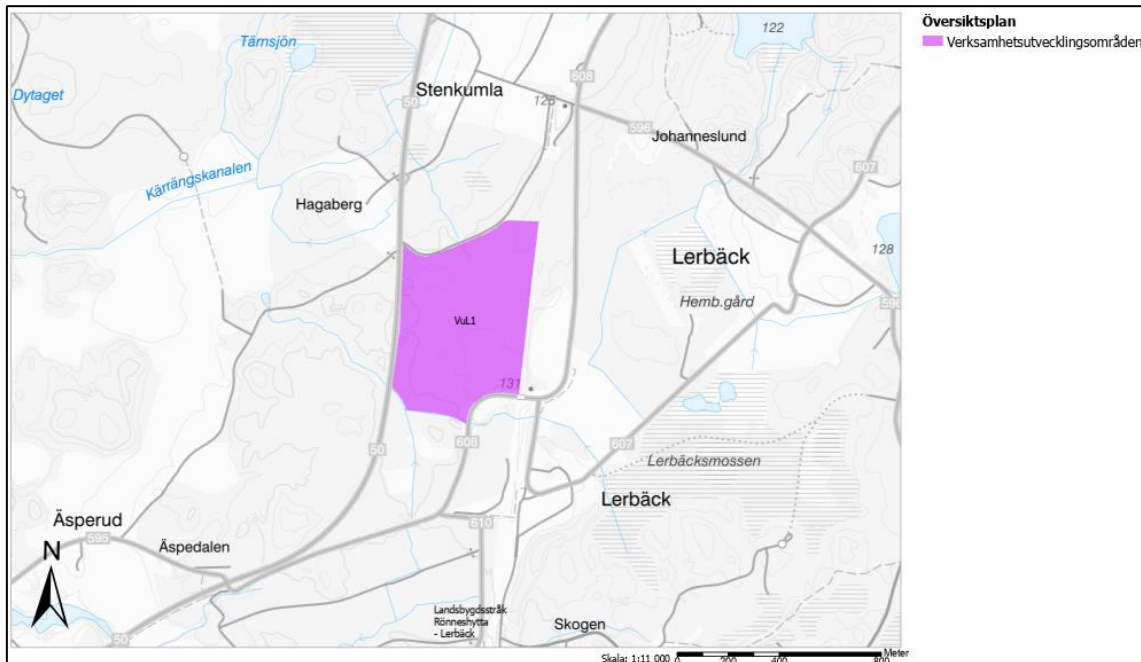 Översiktsplan
Verksamhetsutvecklingsområden
122
Tärnsjön
608
Stenkumla
50
Dytaget
125
596
Johanneslund
607
Kärrängskanalen
Hagaberg
Lerbäck
128
Hemb.gård
596
VuL1
131
608
50
607
Lerbäcksmossen
Lerbäck
Äsperud
610
595
N
Äspedalen
Landsbygdsstråk
Rönneshytta
- Lerbäck
Skogen
50
Skala: 1:11 000
0
200
400
800
Meter